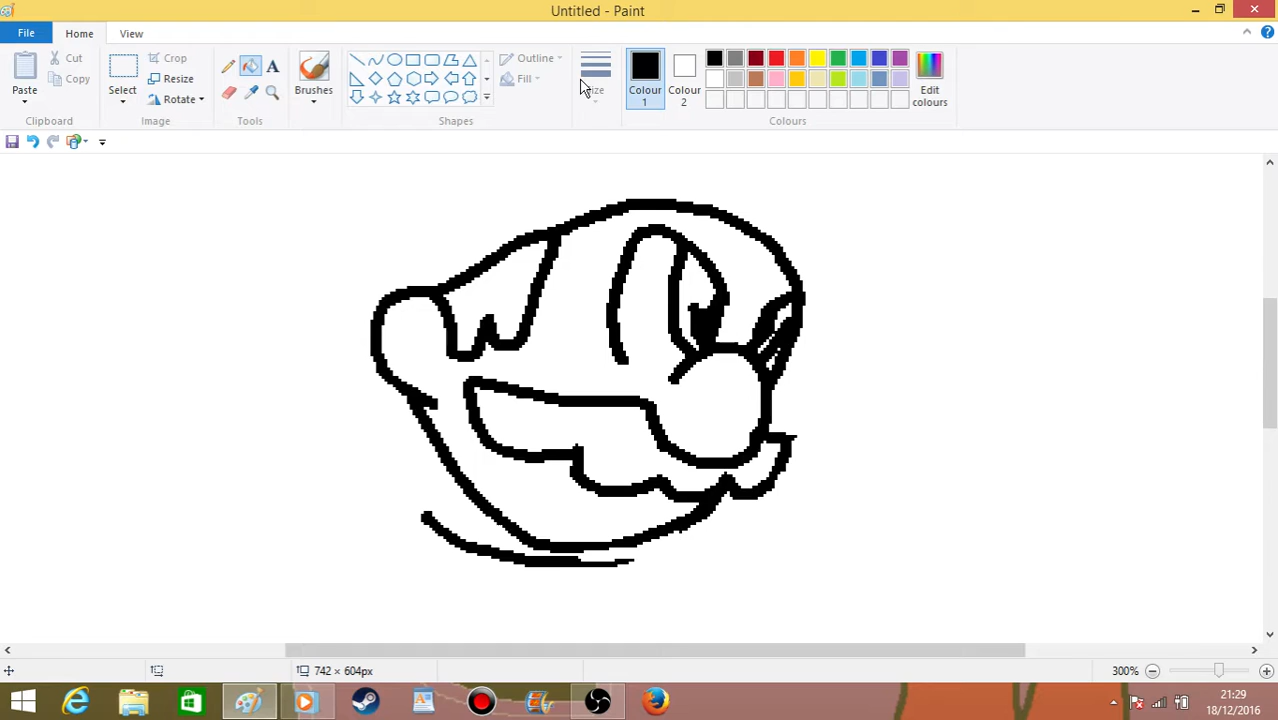 Untitled - Paint
File Home View
Paste Cut Copy
Select Crop Resize Rotate
A
Brushes
Outline Fill
Colour 1
Colour 2
Edit colours
Clipboard Image Tools Shapes Colours
742 × 604px
300%
21:29
18/12/2016